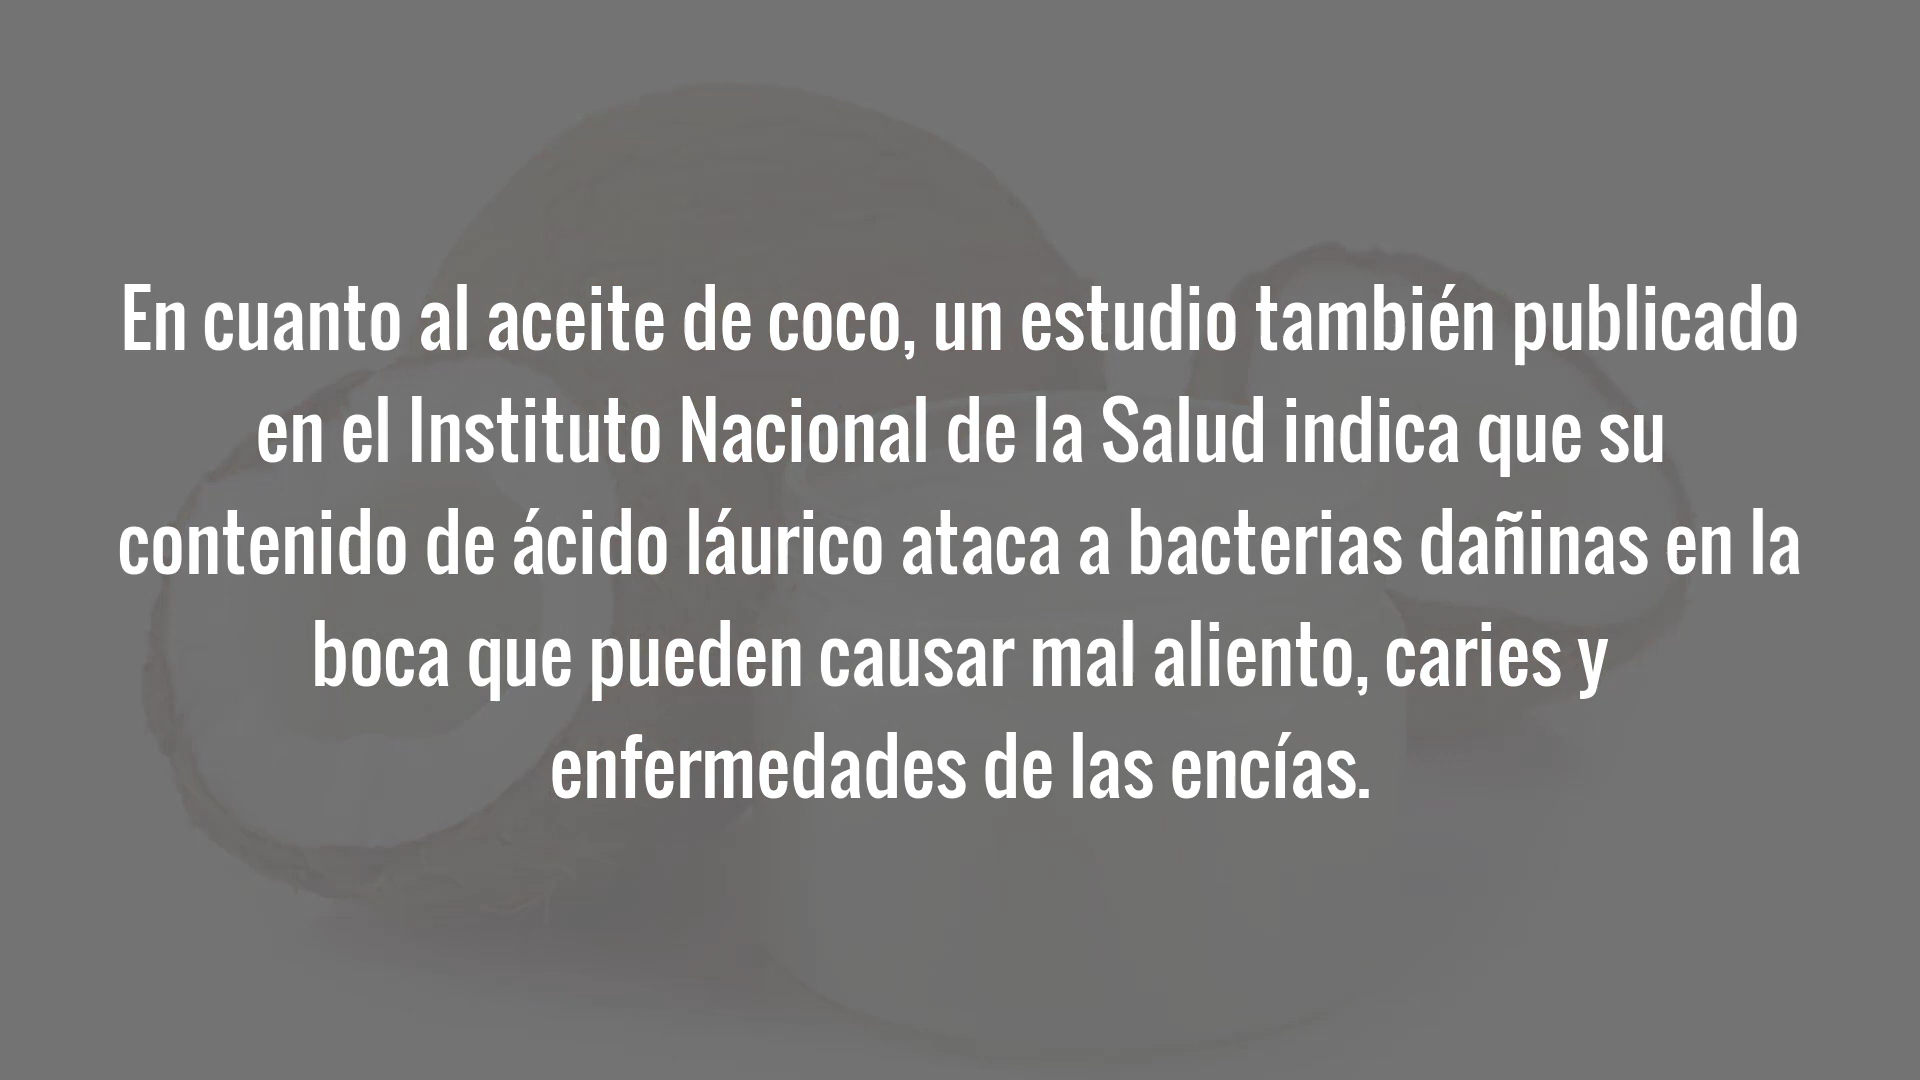 En cuanto al aceite de coco, un estudio también publicado
en el Instituto Nacional de la Salud indica que su
contenido de ácido láurico ataca a bacterias dañinas en la
boca que pueden causar mal aliento, caries y
enfermedades de las encías.